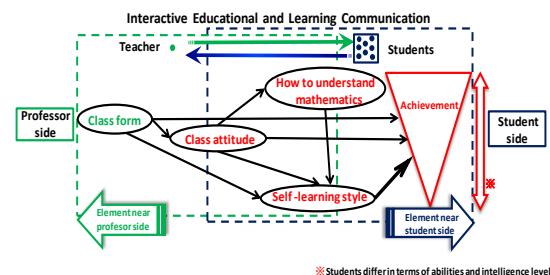 Interactive Educational and Learning Communication
Teacher
Students
How to understand
mathematics
Achievement
Professor
side
Class form
Class attitude
Student
side
Self-learning style
※
Element near
profesor side
Element near
student side
※ Students differ in terms of abilities and intelligence level